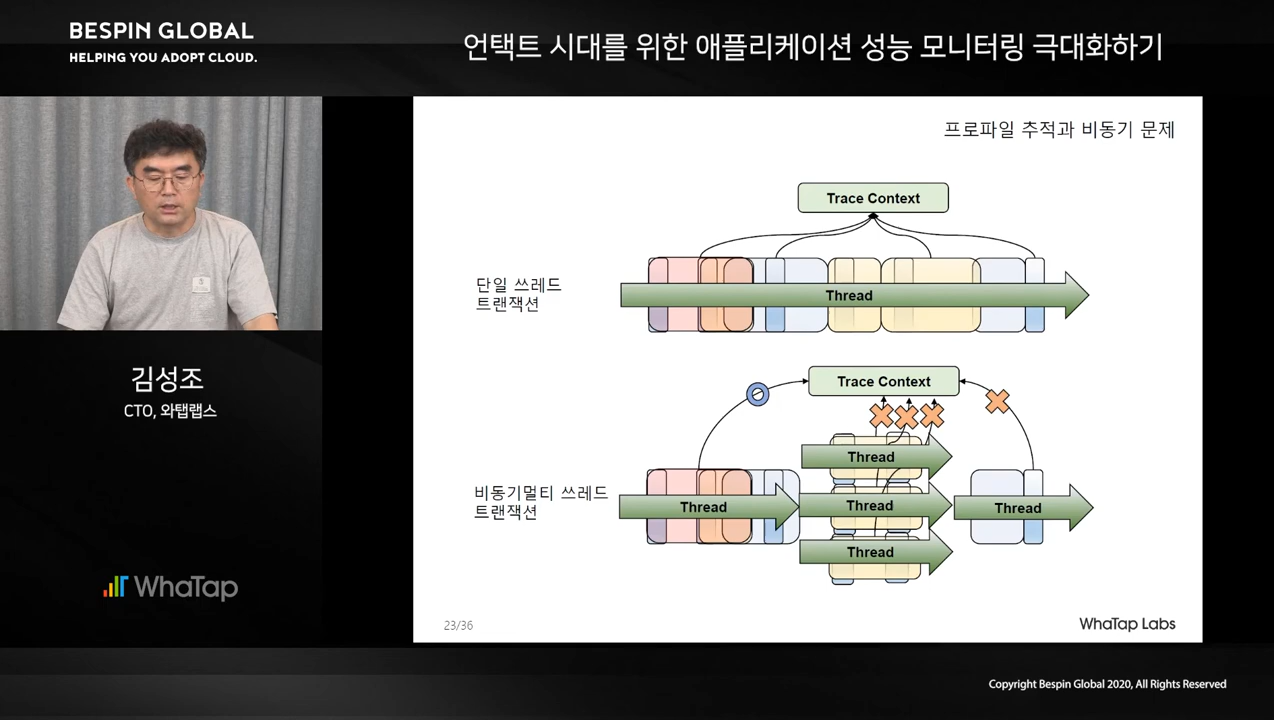 BESPIN GLOBAL
HELPING YOU ADOPT CLOUD.
언택트 시대를 위한 애플리케이션 성능 모니터링 극대화하기
프로파일 추적과 비동기 문제
Trace Context
단일 쓰레드
트랜잭션
Thread
Trace Context
비동기멀티 쓰레드
트랜잭션
Thread
Thread
Thread
Thread
Thread
23/36
WhaTap Labs
김성조
CTO, 와탭랩스
WhaTap
Copyright Bespin Global 2020, All Rights Reserved